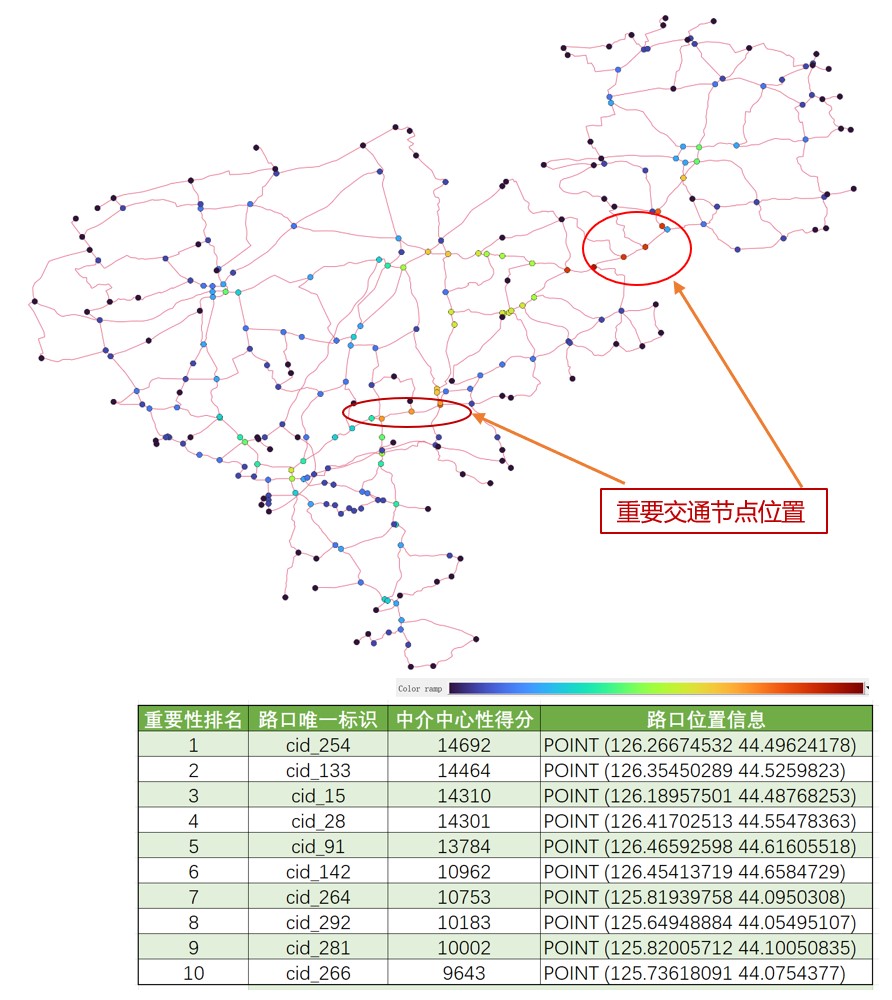 重要交通节点位置
Color ramp
重要性排名 路口唯一标识 中介中心性得分 路口位置信息
1 cid_254 14692 POINT (126.26674532 44.49624178)
2 cid_133 14464 POINT (126.35450289 44.5259823)
3 cid_15 14310 POINT (126.18957501 44.48768253)
4 cid_28 14301 POINT (126.41702513 44.55478363)
5 cid_91 13784 POINT (126.46592598 44.61605518)
6 cid_142 10962 POINT (126.45413719 44.6584729)
7 cid_264 10753 POINT (125.81939758 44.0950308)
8 cid_292 10183 POINT (125.64948884 44.05495107)
9 cid_281 10002 POINT (125.82005712 44.10050835)
10 cid_266 9643 POINT (125.73618091 44.0754377)